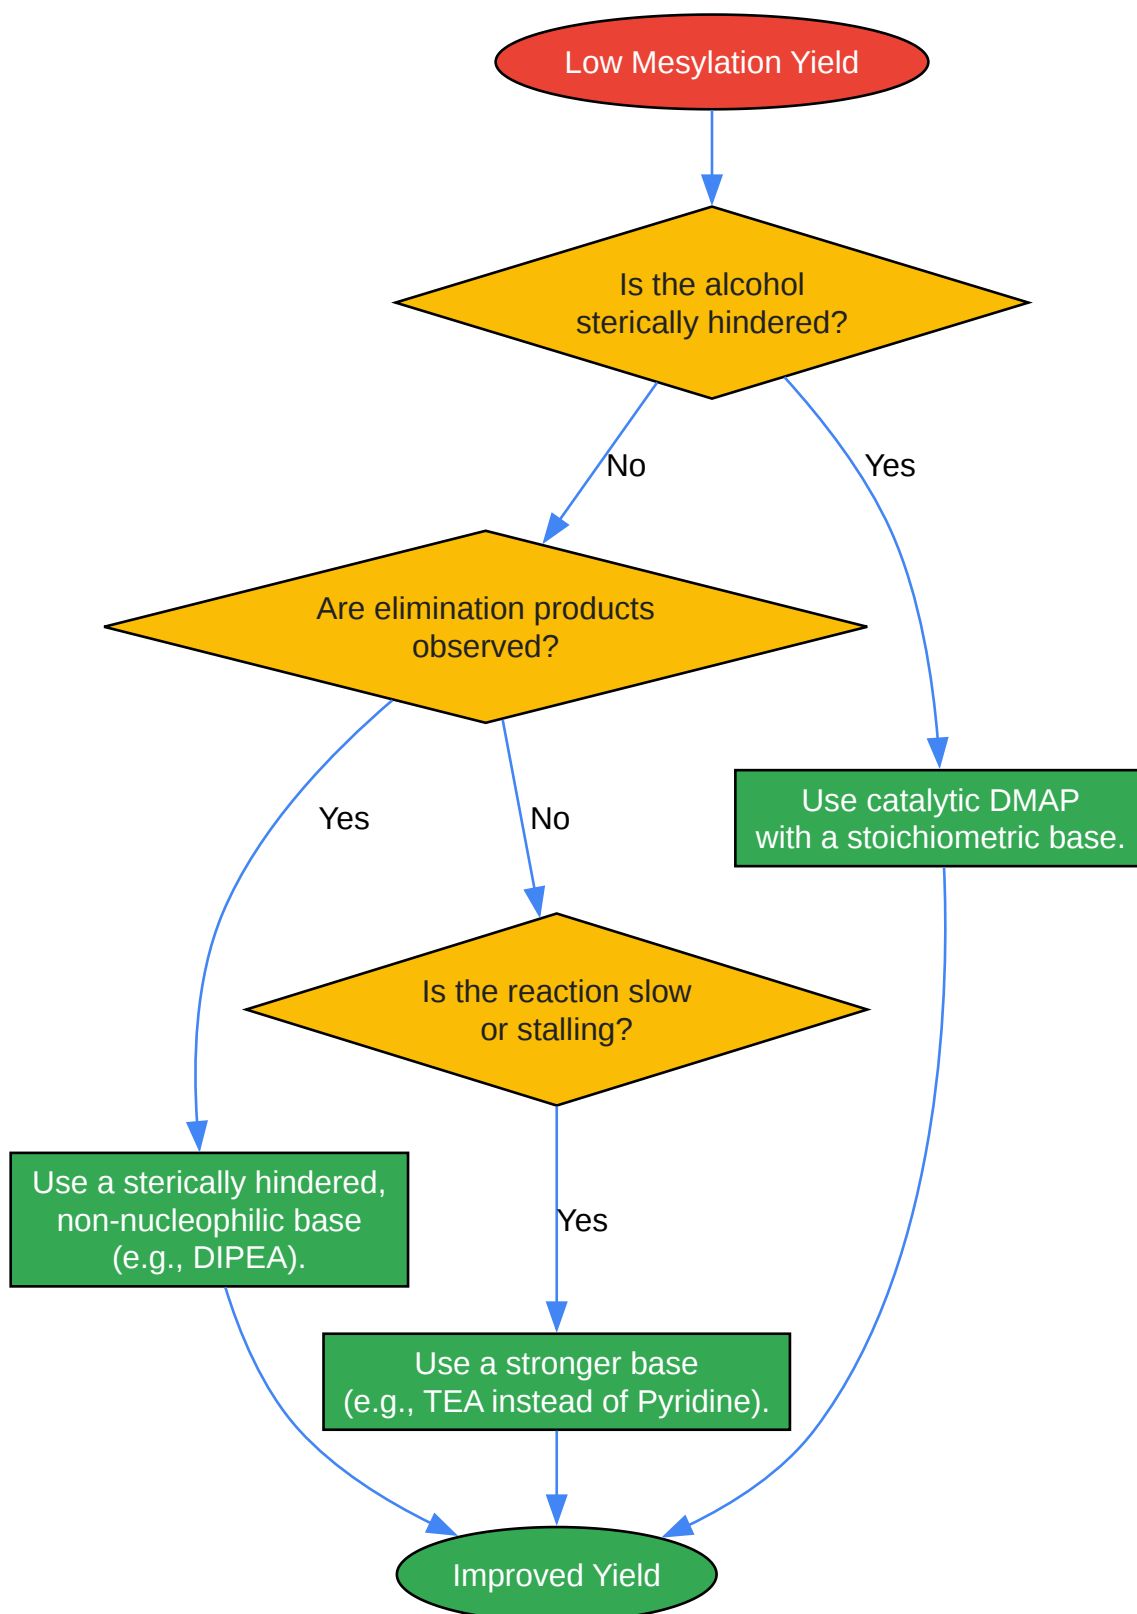 Low Mesylation Yield
Is the alcohol
sterically hindered?
No
Yes
Are elimination products
observed?
Yes
No
Use catalytic DMAP
with a stoichiometric base.
Is the reaction slow
or stalling?
Use a sterically hindered,
non-nucleophilic base
(e.g., DIPEA).
Yes
Use a stronger base
(e.g., TEA instead of Pyridine).
Improved Yield